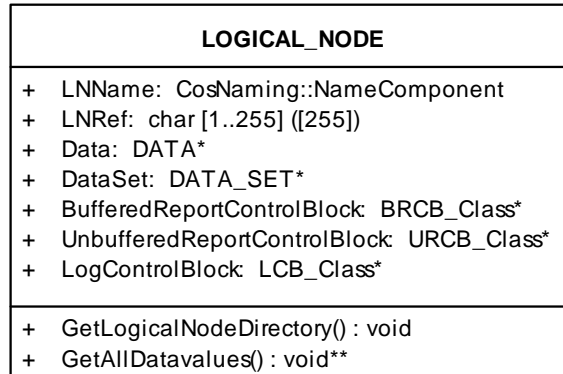 LOGICAL_NODE
+ LNName: CosNaming::NameComponent
+ LNRef: char [1..255] ([255])
+ Data: DATA*
+ DataSet: DATA_SET*
+ BufferedReportControlBlock: BRCB_Class*
+ UnbufferedReportControlBlock: URCB_Class*
+ LogControlBlock: LCB_Class*
+ GetLogicalNodeDirectory() : void
+ GetAllDatavalues() : void**